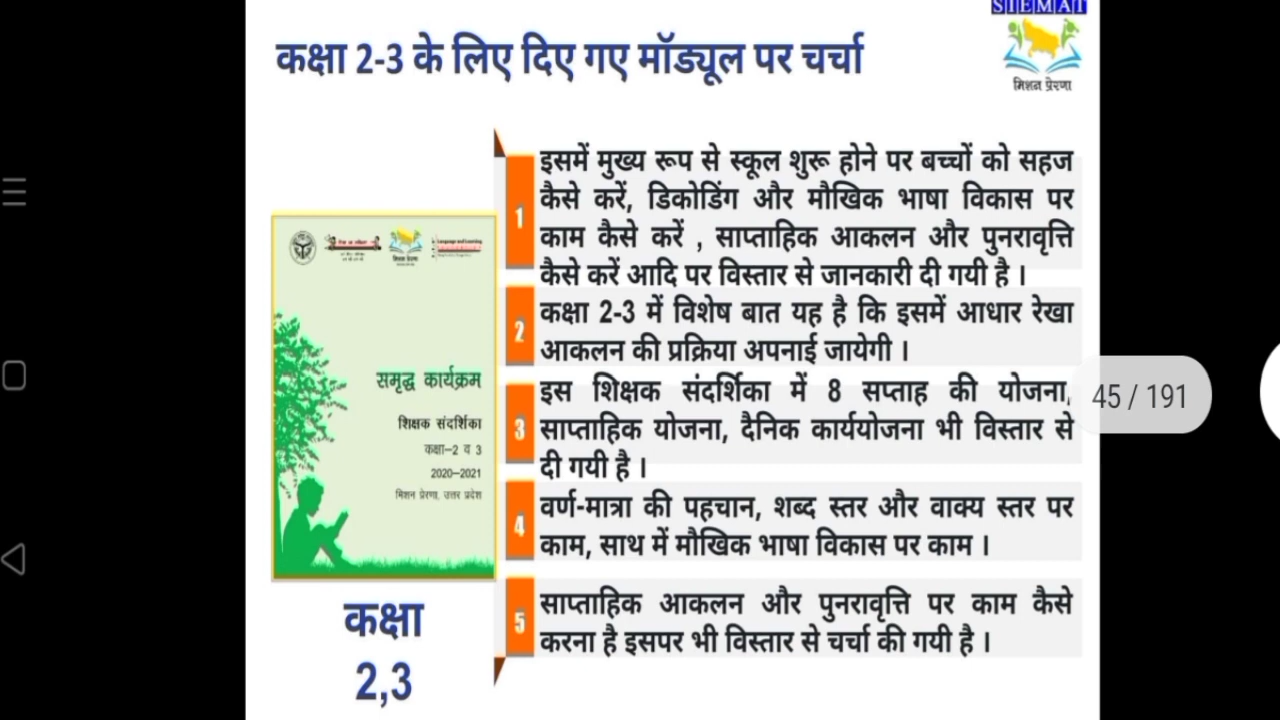 SIEMAT
मिशन प्रेरणा
कक्षा 2-3 के लिए दिए गए मॉड्यूल पर चर्चा
1
इसमें मुख्य रूप से स्कूल शुरू होने पर बच्चों को सहज
कैसे करें, डिकोडिंग और मौखिक भाषा विकास पर
काम कैसे करें , साप्ताहिक आकलन और पुनरावृत्ति
कैसे करें आदि पर विस्तार से जानकारी दी गयी है ।
2
कक्षा 2-3 में विशेष बात यह है कि इसमें आधार रेखा
आकलन की प्रक्रिया अपनाई जायेगी ।
3
इस शिक्षक संदर्शिका में 8 सप्ताह की योजना,
साप्ताहिक योजना, दैनिक कार्ययोजना भी विस्तार से
दी गयी है ।
4
वर्ण-मात्रा की पहचान, शब्द स्तर और वाक्य स्तर पर
काम, साथ में मौखिक भाषा विकास पर काम ।
5
साप्ताहिक आकलन और पुनरावृत्ति पर काम कैसे
करना है इसपर भी विस्तार से चर्चा की गयी है ।
Language and Learning
समृद्ध कार्यक्रम
शिक्षक संदर्शिका
कक्षा–2 व 3
2020–2021
मिशन प्रेरणा, उत्तर प्रदेश
कक्षा
2,3
45 / 191